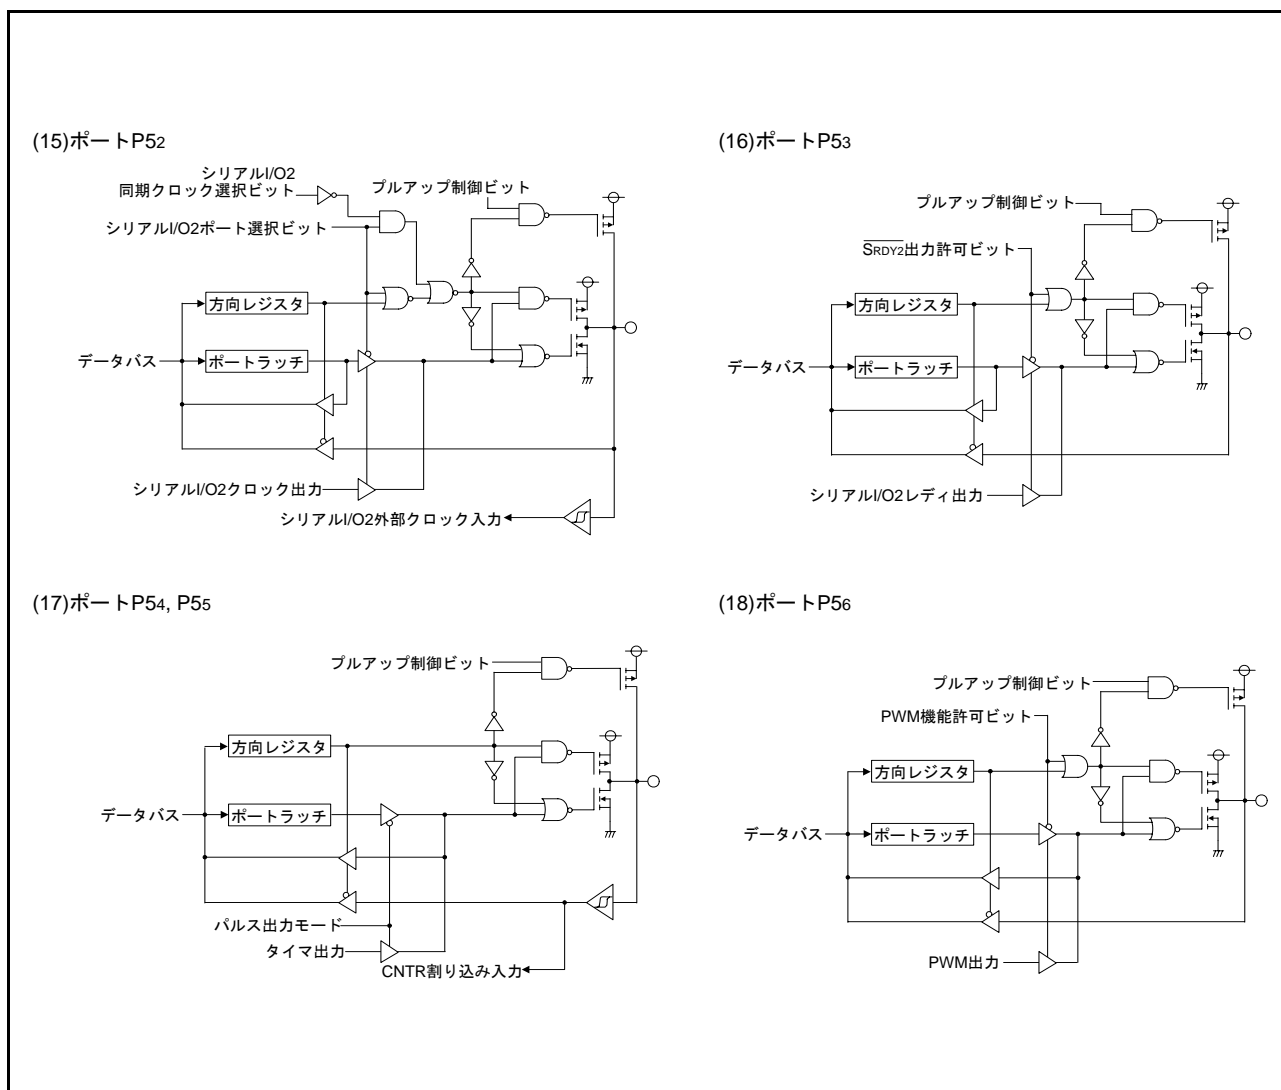 (15)ポートP52
シリアルI/O2
同期クロック選択ビット
プルアップ制御ビット
シリアルI/O2ポート選択ビット
方向レジスタ
データバス
ポートラッチ
シリアルI/O2クロック出力
シリアルI/O2外部クロック入力
(16)ポートP53
プルアップ制御ビット
SRDY2出力許可ビット
方向レジスタ
データバス
ポートラッチ
シリアルI/O2レディ出力
(17)ポートP54, P55
プルアップ制御ビット
方向レジスタ
データバス
ポートラッチ
パルス出力モード
タイマ出力
CNTR割り込み入力
(18)ポートP56
プルアップ制御ビット
PWM機能許可ビット
方向レジスタ
データバス
ポートラッチ
PWM出力